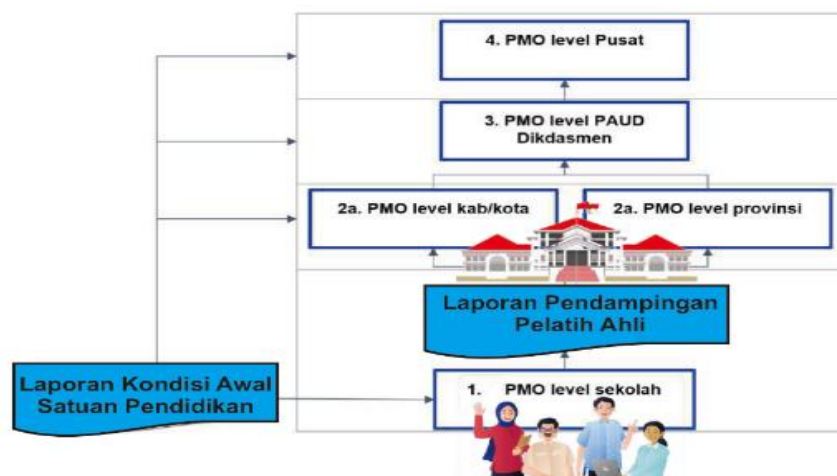 4. PMO level Pusat
3. PMO level PAUD
Dikdasmen
2a. PMO level kab/kota
2a. PMO level provinsi
Laporan Pendampingan
Pelatih Ahli
Laporan Kondisi Awal
Satuan Pendidikan
1. PMO level sekolah